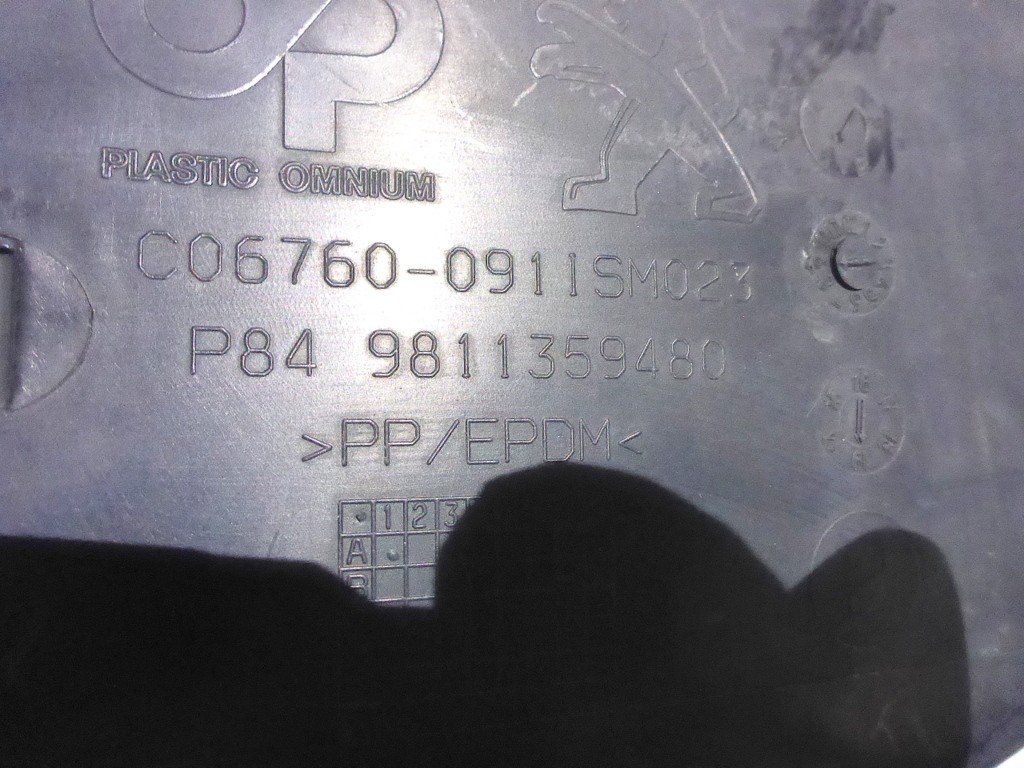 PLASTIC OMNIUM
C06760-0911SM023
P84 9811359480
>PP/EPDM<
1 2 3
A
B